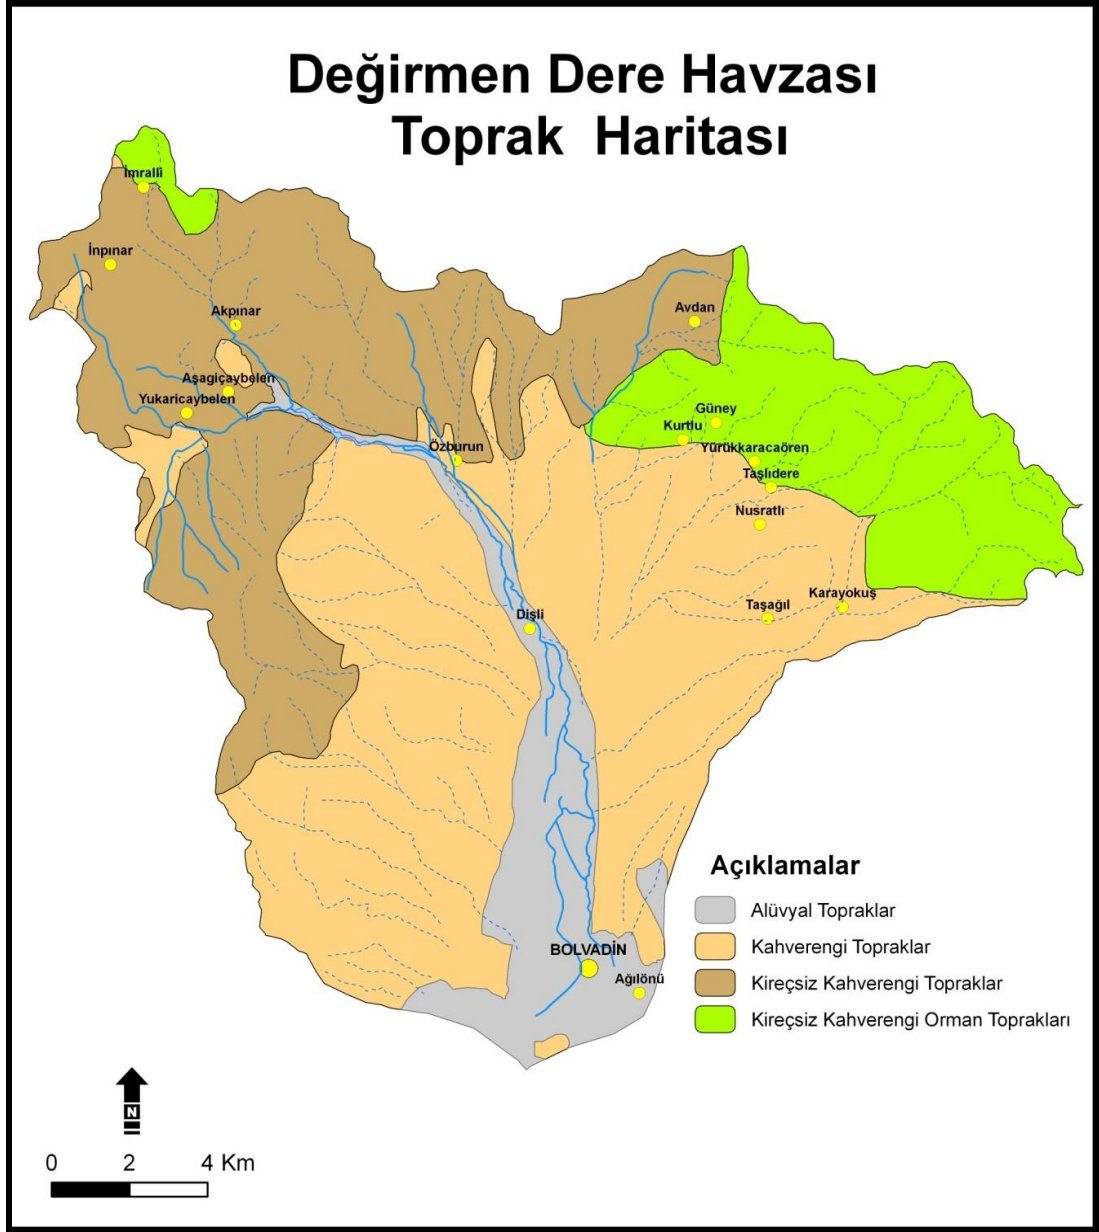 Değirmen Dere Havzası
Toprak Haritası
İmralli
İnpınar
Akpınar
Avdan
Aşagiçaybelen
Yukaricaybelen
Güney
Kurtlu
Özburun
Yürükkaracaören
Taşlıdere
Nusratlı
Karayokuş
Taşağıl
Dişli
Açıklamalar
Alüvyal Topraklar
Kahverengi Topraklar
BOLVADİN
Ağılönü
Kireçsiz Kahverengi Topraklar
Kireçsiz Kahverengi Orman Toprakları
N
0 2 4 Km